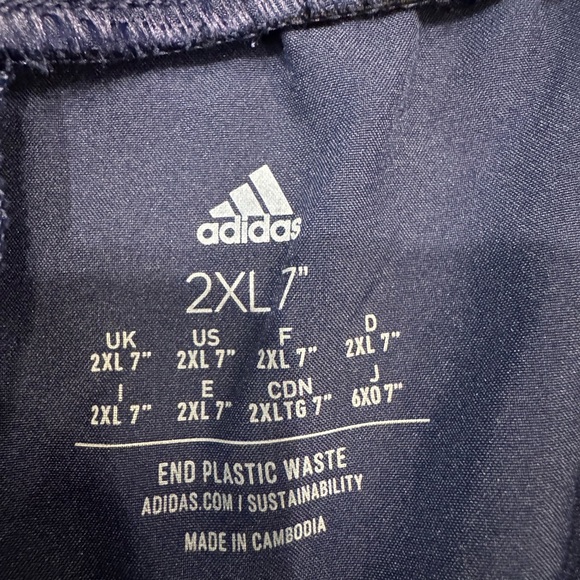 adidas
2XL 7"
UK US F D
2XL 7" 2XL 7" 2XL 7" 2XL 7"
I E CDN J
2XL 7" 2XL 7" 2XLTG 7" 6XO 7"
END PLASTIC WASTE
ADIDAS.COM | SUSTAINABILITY
MADE IN CAMBODIA